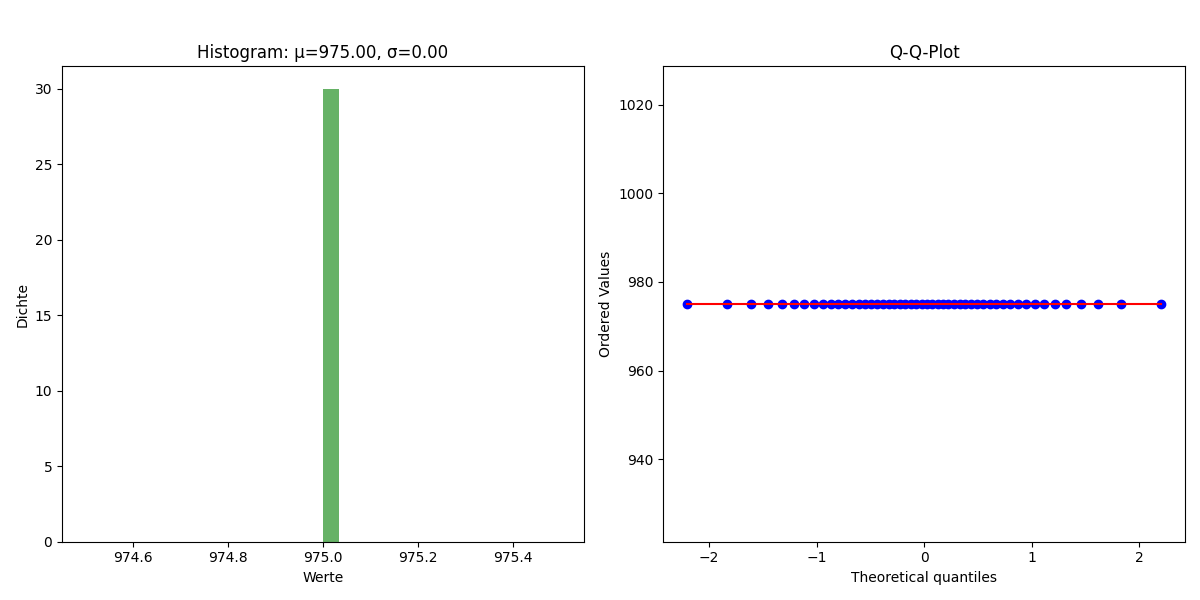 Histogram: μ=975.00, σ=0.00
30
25
20
15
10
5
0
Dichte
974.6 974.8 975.0 975.2 975.4
Werte
Q-Q-Plot
1020
1000
980
960
940
Ordered Values
−2 −1 0 1 2
Theoretical quantiles